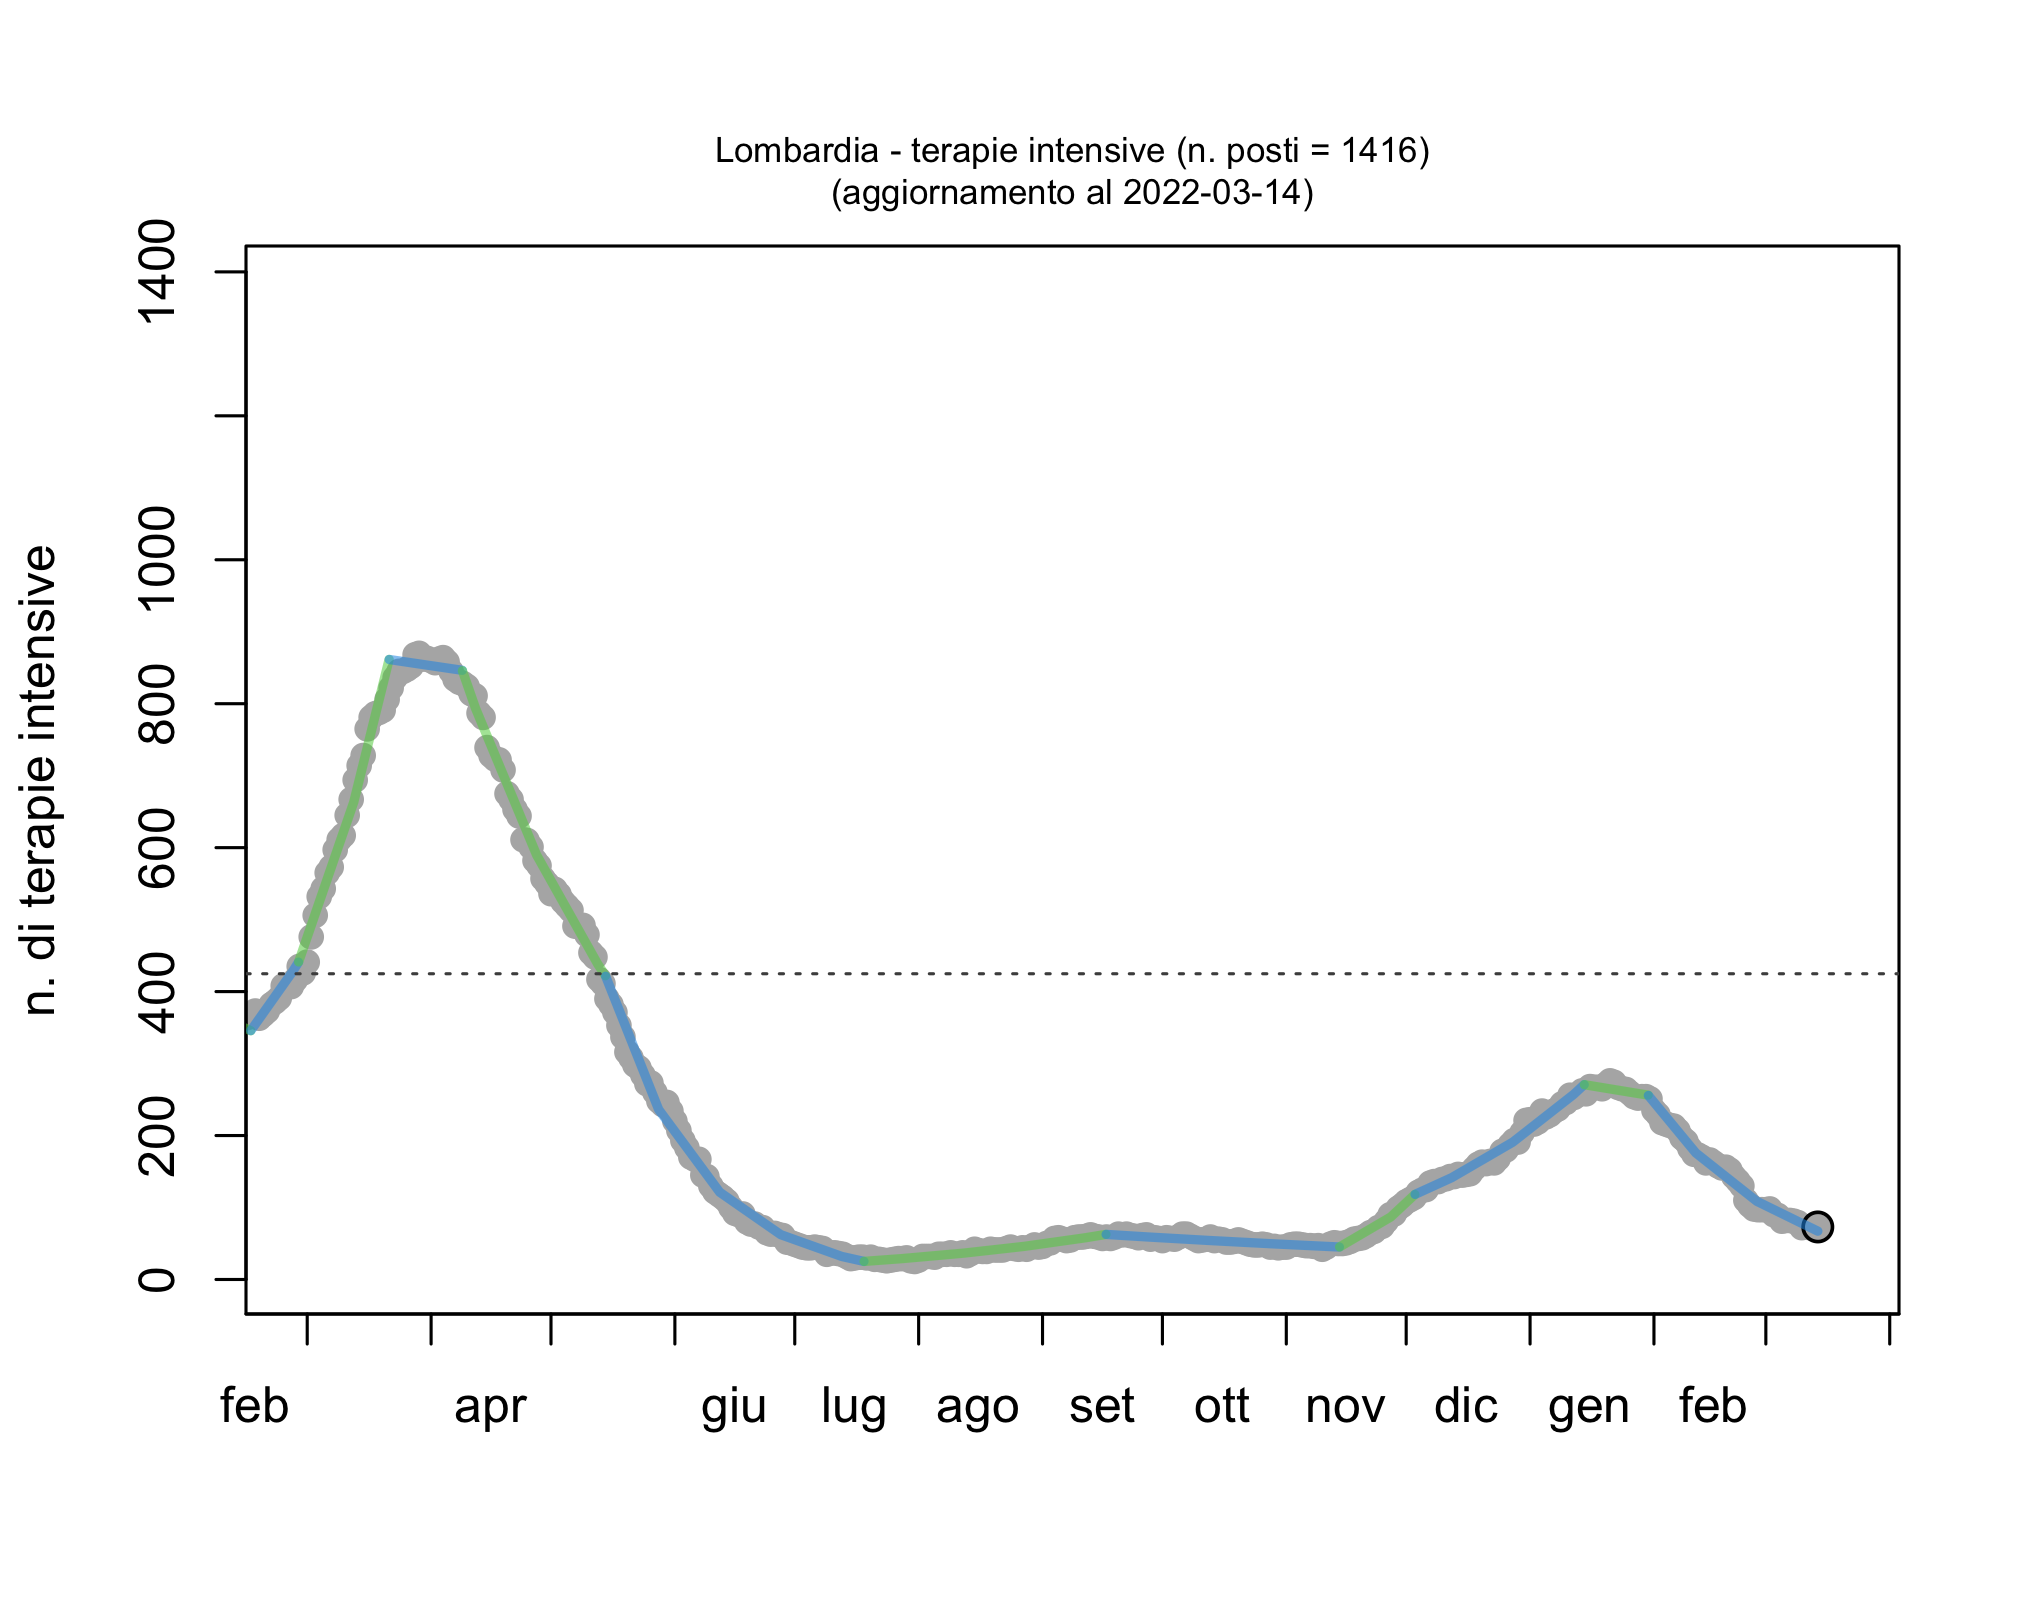 Lombardia - terapie intensive (n. posti = 1416)
(aggiornamento al 2022-03-14)
n. di terapie intensive
1400
1000
800
600
400
200
0
feb apr giu lug ago set ott nov dic gen feb